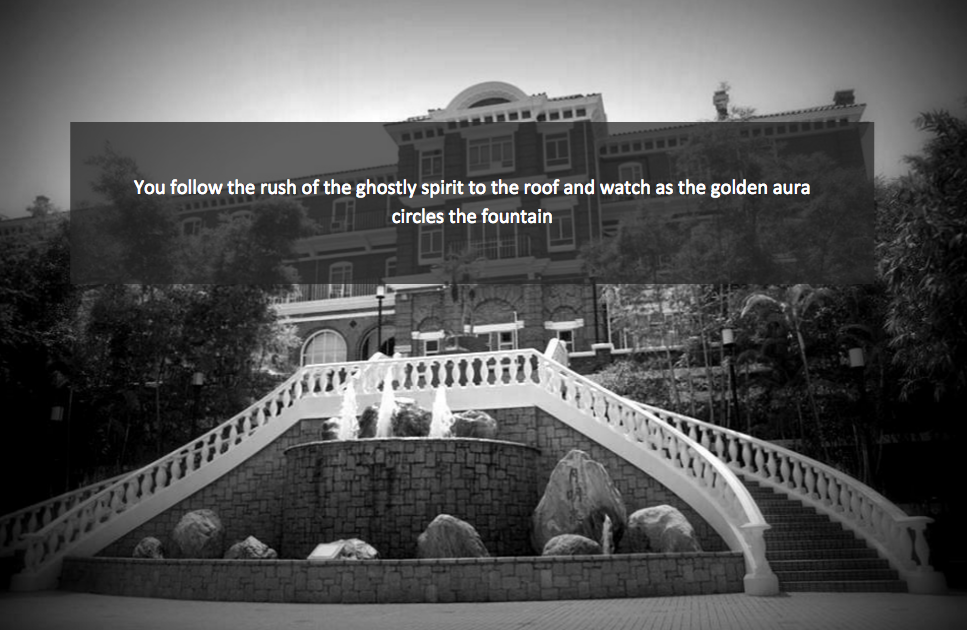 You follow the rush of the ghostly spirit to the roof and watch as the golden aura
circles the fountain